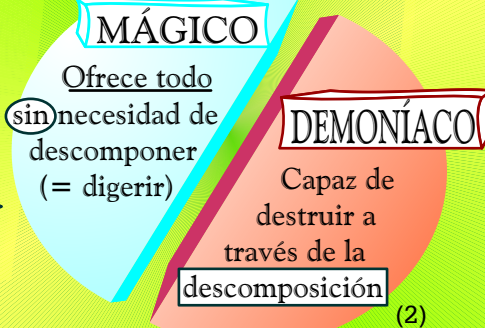 MÁGICO
Ofrece todo
sin necesidad de
descomponer
(= digerir)
DEMONÍACO
Capaz de
destruir a
través de la
descomposición
(2)